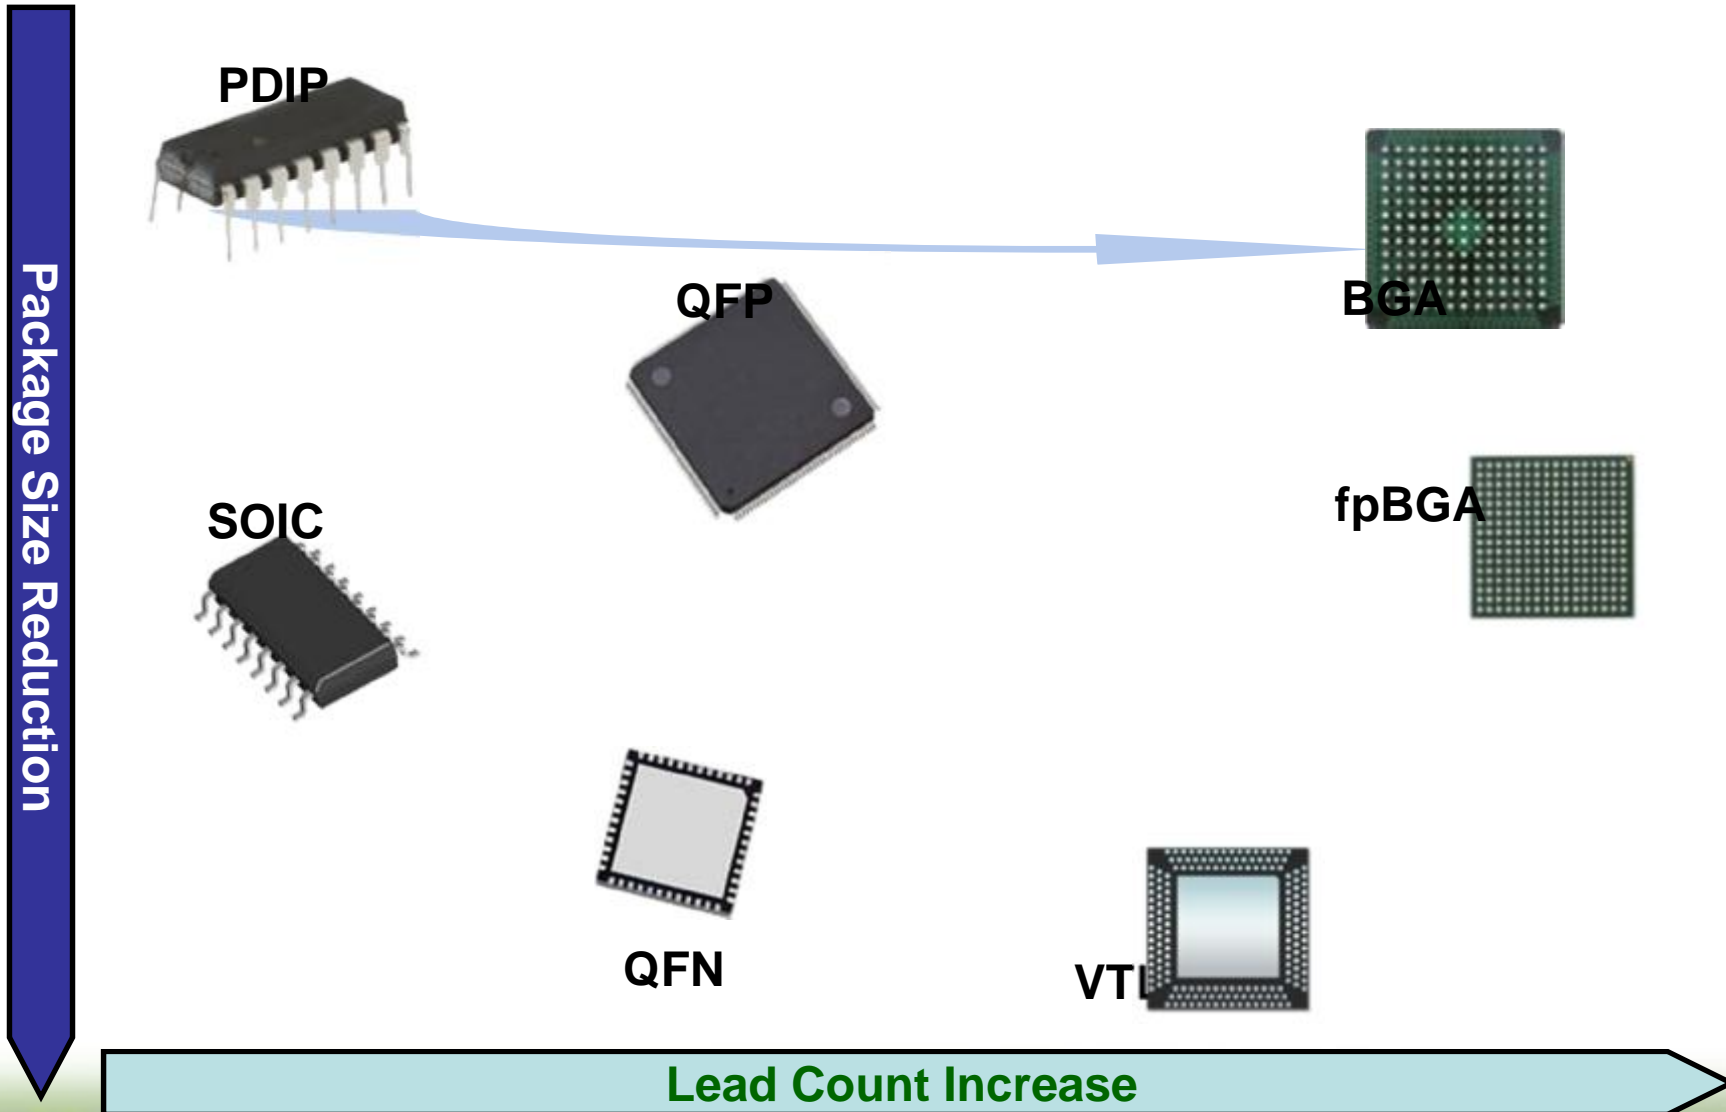 PDIP
QFP
BGA
fpBGA
SOIC
QFN
Package Size Reduction
Lead Count Increase